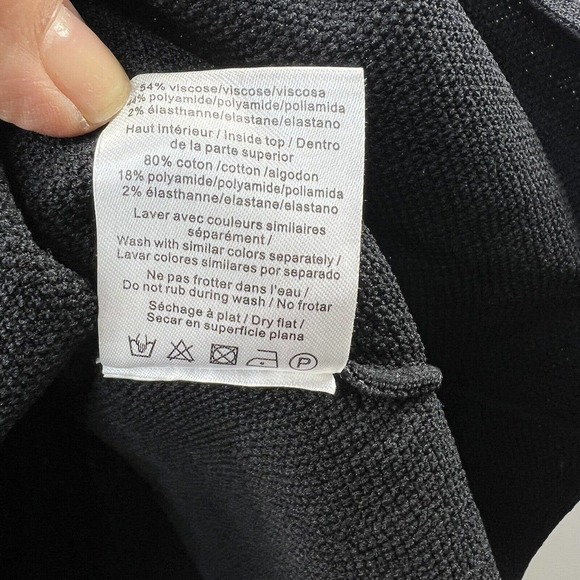 54% viscose/viscose/viscosa
44% polyamide/polyamide/poliamida
2% élasthanne/elastane/elastano
Haut intérieur / Inside top / Dentro
de la parte superior
80% coton /cotton /algodon
18% polyamide/polyamide/poliamida
2% élasthanne/elastane/elastano
Laver avec couleurs similaires
séparément /
Wash with similar colors separately /
Lavar colores similares por separado
Ne pas frotter dans l'eau /
Do not rub during wash / No frotar
Séchage à plat / Dry flat /
Secar en superficie plana
P